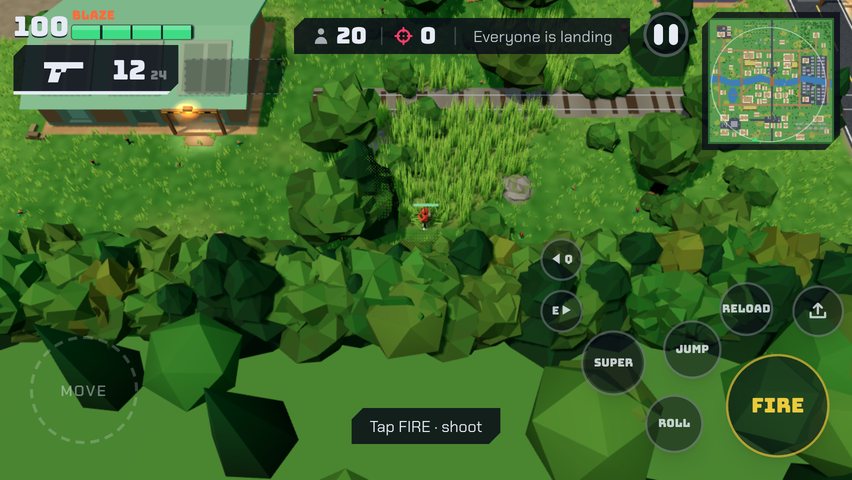 100 BLAZE
12 24
20 0 Everyone is landing
Q
E
RELOAD
JUMP
SUPER
MOVE
FIRE
ROLL
Tap FIRE · shoot